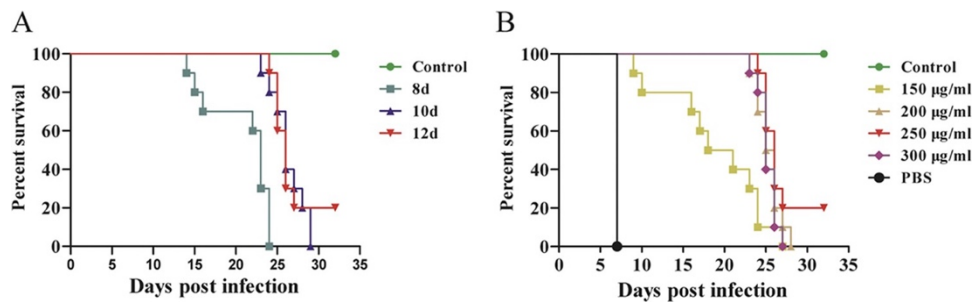 A
Percent survival
100
80
60
40
20
0
0 5 10 15 20 25 30 35
Days post infection
Control
8d
10d
12d
B
Percent survival
100
80
60
40
20
0
0 5 10 15 20 25 30 35
Days post infection
Control
150 µg/ml
200 µg/ml
250 µg/ml
300 µg/ml
PBS